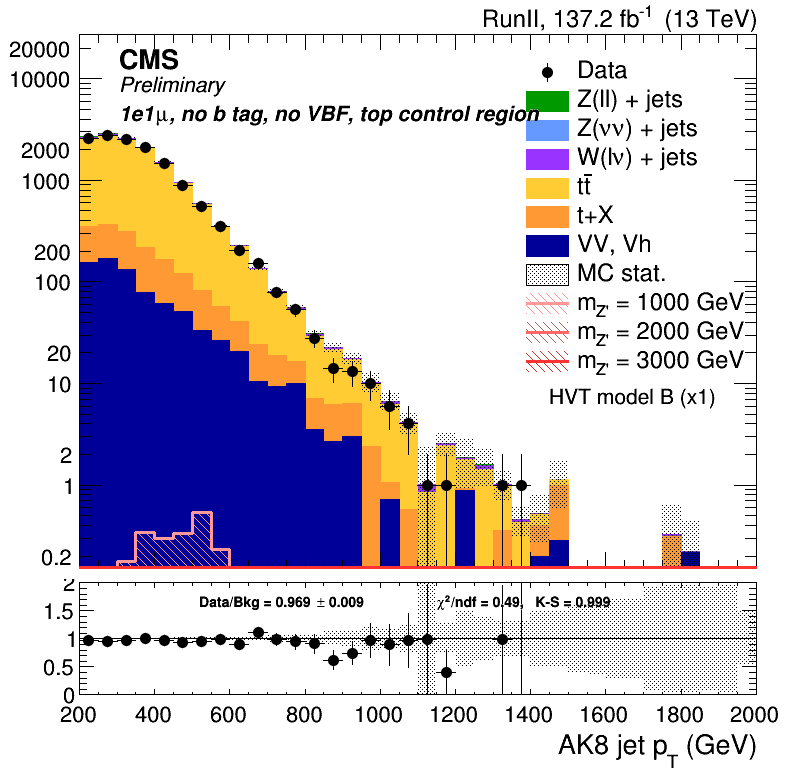 RunII, 137.2 fb⁻¹ (13 TeV)
CMS
Preliminary
1e1μ, no b tag, no VBF, top control region
Data
Z(ll) + jets
Z(νν) + jets
W(lν) + jets
tt̄
t+X
VV, Vh
MC stat.
m_Z' = 1000 GeV
m_Z' = 2000 GeV
m_Z' = 3000 GeV
HVT model B (x1)
20000
10000
2000
1000
200
100
20
10
2
1
0.2
Data/Bkg = 0.969 ± 0.009 χ²/ndf = 0.49, K-S = 0.999
2
1.5
1
0.5
0
200 400 600 800 1000 1200 1400 1600 1800 2000
AK8 jet p_T (GeV)